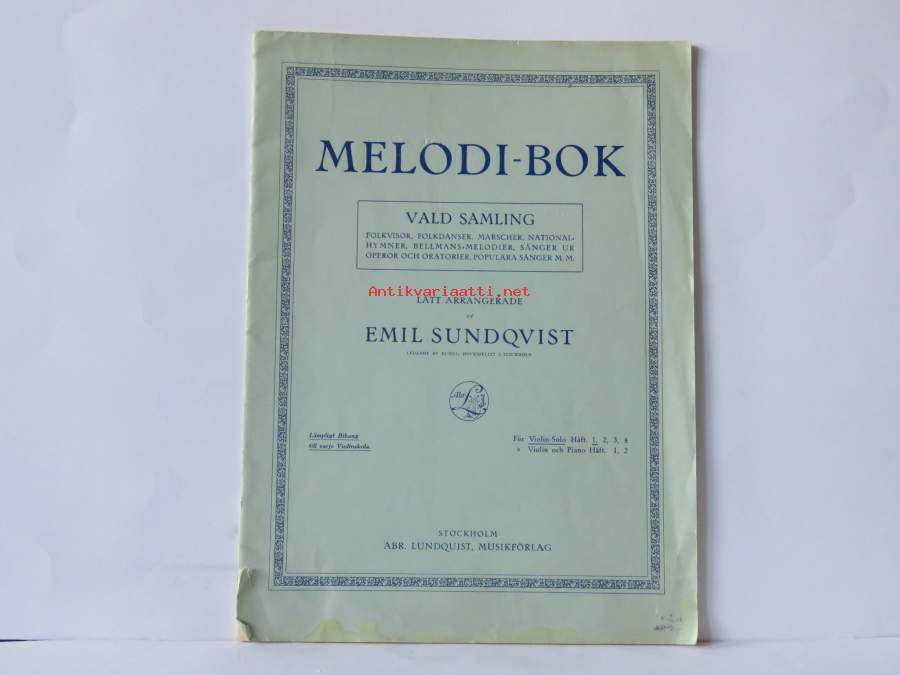 MELODI-BOK
VALD SAMLING
FOLKVISOR, FOLKDANSER, MARSCHER, NATIONAL-
HYMNER, BELLMANS-MELODIER, SÅNGER UR
OPEROR OCH ORATORIER, POPULÄRA SÅNGER M. M.
Antikvariaatti.net
LÄTT ARRANGERADE
AV
EMIL SUNDQVIST
Abr.
Lämpligt Bihang
till varje Violinskola.
För Violin-Solo Häft. 1, 2, 3, 4
» Violin och Piano Häft. 1, 2
STOCKHOLM
ABR. LUNDQUIST, MUSIKFÖRLAG